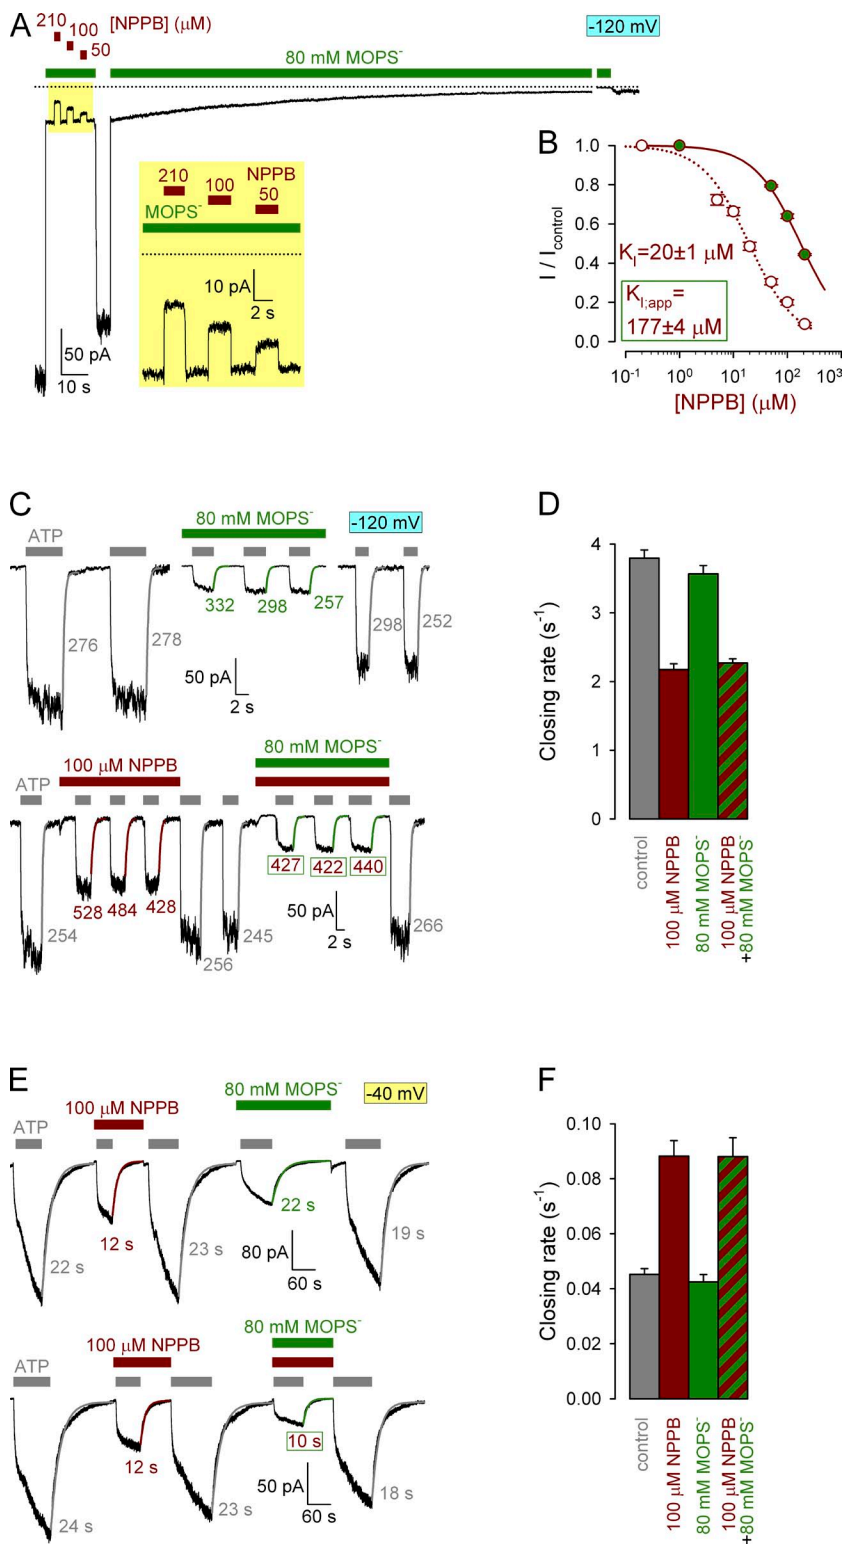 A
210
100
50
[NPPB] (μM)
-120 mV
80 mM MOPS⁻
210
100
NPPB
50
MOPS⁻
10 pA
2 s
50 pA
10 s
B
1.0
0.8
0.6
0.4
0.2
0.0
I / Icontrol
KI=20±1 μM
KI;app=
177±4 μM
10⁻¹ 10⁰ 10¹ 10² 10³
[NPPB] (μM)
C
80 mM MOPS⁻
-120 mV
ATP
276
278
332
298
257
298
252
50 pA
2 s
80 mM MOPS⁻
100 μM NPPB
ATP
254
528
484
428
256
245
427
422
440
266
50 pA
2 s
D
4
3
2
1
0
Closing rate (s⁻¹)
control
100 μM NPPB
80 mM MOPS⁻
100 μM NPPB
+80 mM MOPS⁻
E
80 mM MOPS⁻
-40 mV
100 μM NPPB
ATP
22 s
12 s
23 s
22 s
19 s
80 pA
60 s
80 mM MOPS⁻
100 μM NPPB
ATP
24 s
12 s
23 s
10 s
18 s
50 pA
60 s
F
0.10
0.08
0.06
0.04
0.02
0.00
Closing rate (s⁻¹)
control
100 μM NPPB
80 mM MOPS⁻
100 μM NPPB
+80 mM MOPS⁻